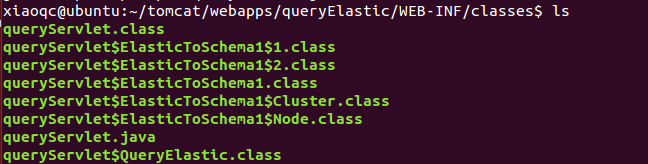 xiaoqc@ubuntu:~/tomcat/webapps/queryElastic/WEB-INF/classes$ ls
queryServlet.class
queryServlet$ElasticToSchema1$1.class
queryServlet$ElasticToSchema1$2.class
queryServlet$ElasticToSchema1.class
queryServlet$ElasticToSchema1$Cluster.class
queryServlet$ElasticToSchema1$Node.class
queryServlet.java
queryServlet$QueryElastic.class